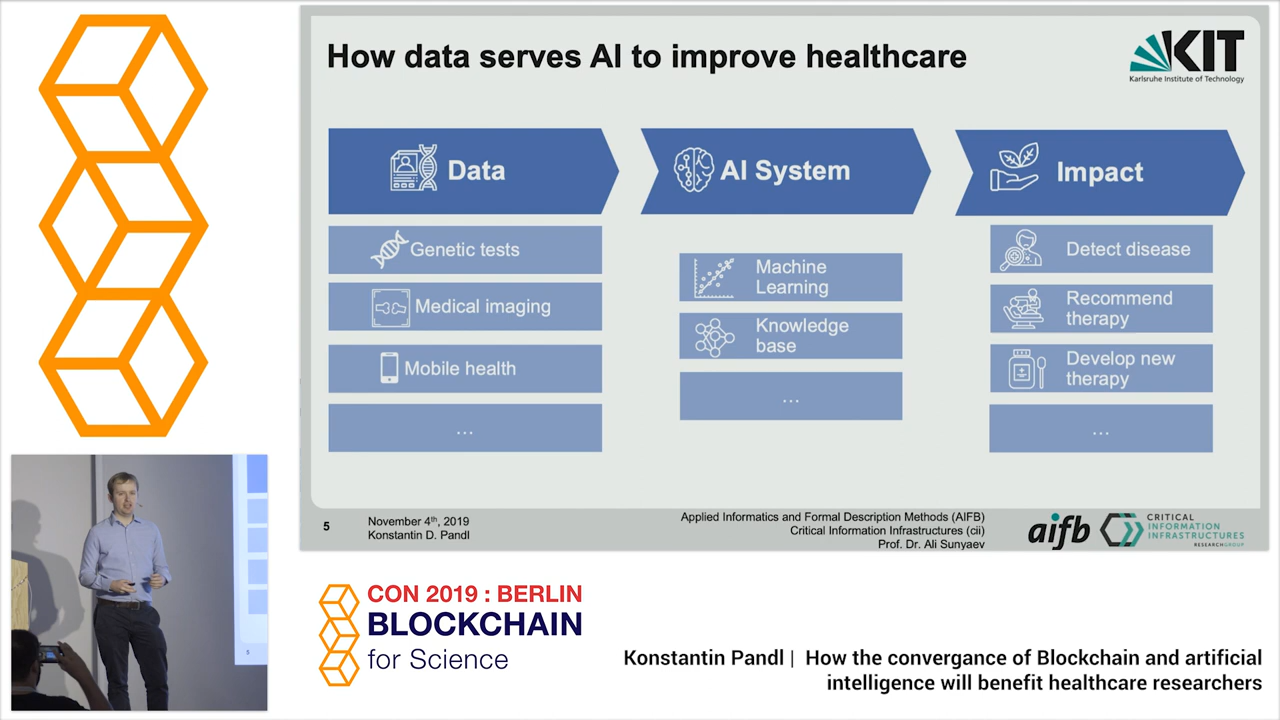 How data serves AI to improve healthcare
KIT
Karlsruhe Institute of Technology
Data
AI System
Impact
Genetic tests
Medical imaging
Mobile health
...
Machine
Learning
Knowledge
base
...
Detect disease
Recommend
therapy
Develop new
therapy
...
5
November 4th, 2019
Konstantin D. Pandl
Applied Informatics and Formal Description Methods (AIFB)
Critical Information Infrastructures (cii)
Prof. Dr. Ali Sunyaev
aifb
CRITICAL
INFORMATION
INFRASTRUCTURES
RESEARCH GROUP
5
CON 2019 : BERLIN
BLOCKCHAIN
for Science
Konstantin Pandl | How the convergance of Blockchain and artificial
intelligence will benefit healthcare researchers